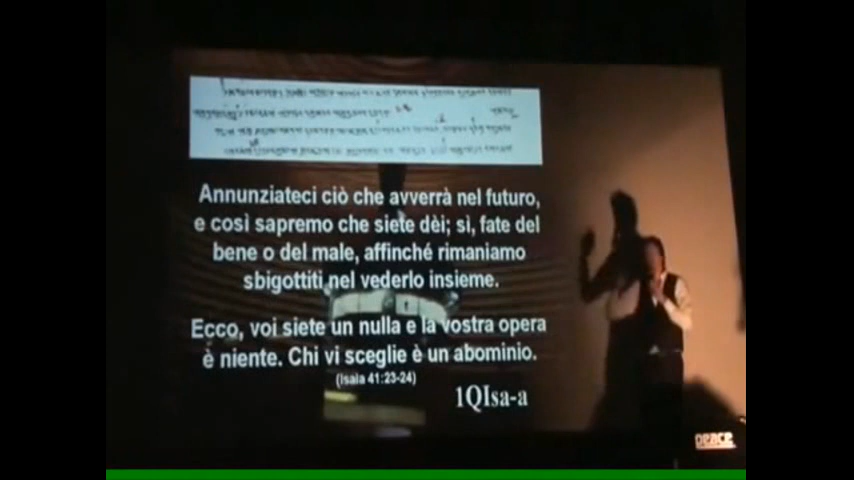 Annunziateci ciò che avverrà nel futuro,
e così sapremo che siete dèi; sì, fate del
bene o del male, affinché rimaniamo
sbigottiti nel vederlo insieme.
Ecco, voi siete un nulla e la vostra opera
è niente. Chi vi sceglie è un abominio.
(Isaia 41:23-24)
1QIsa-a
peace